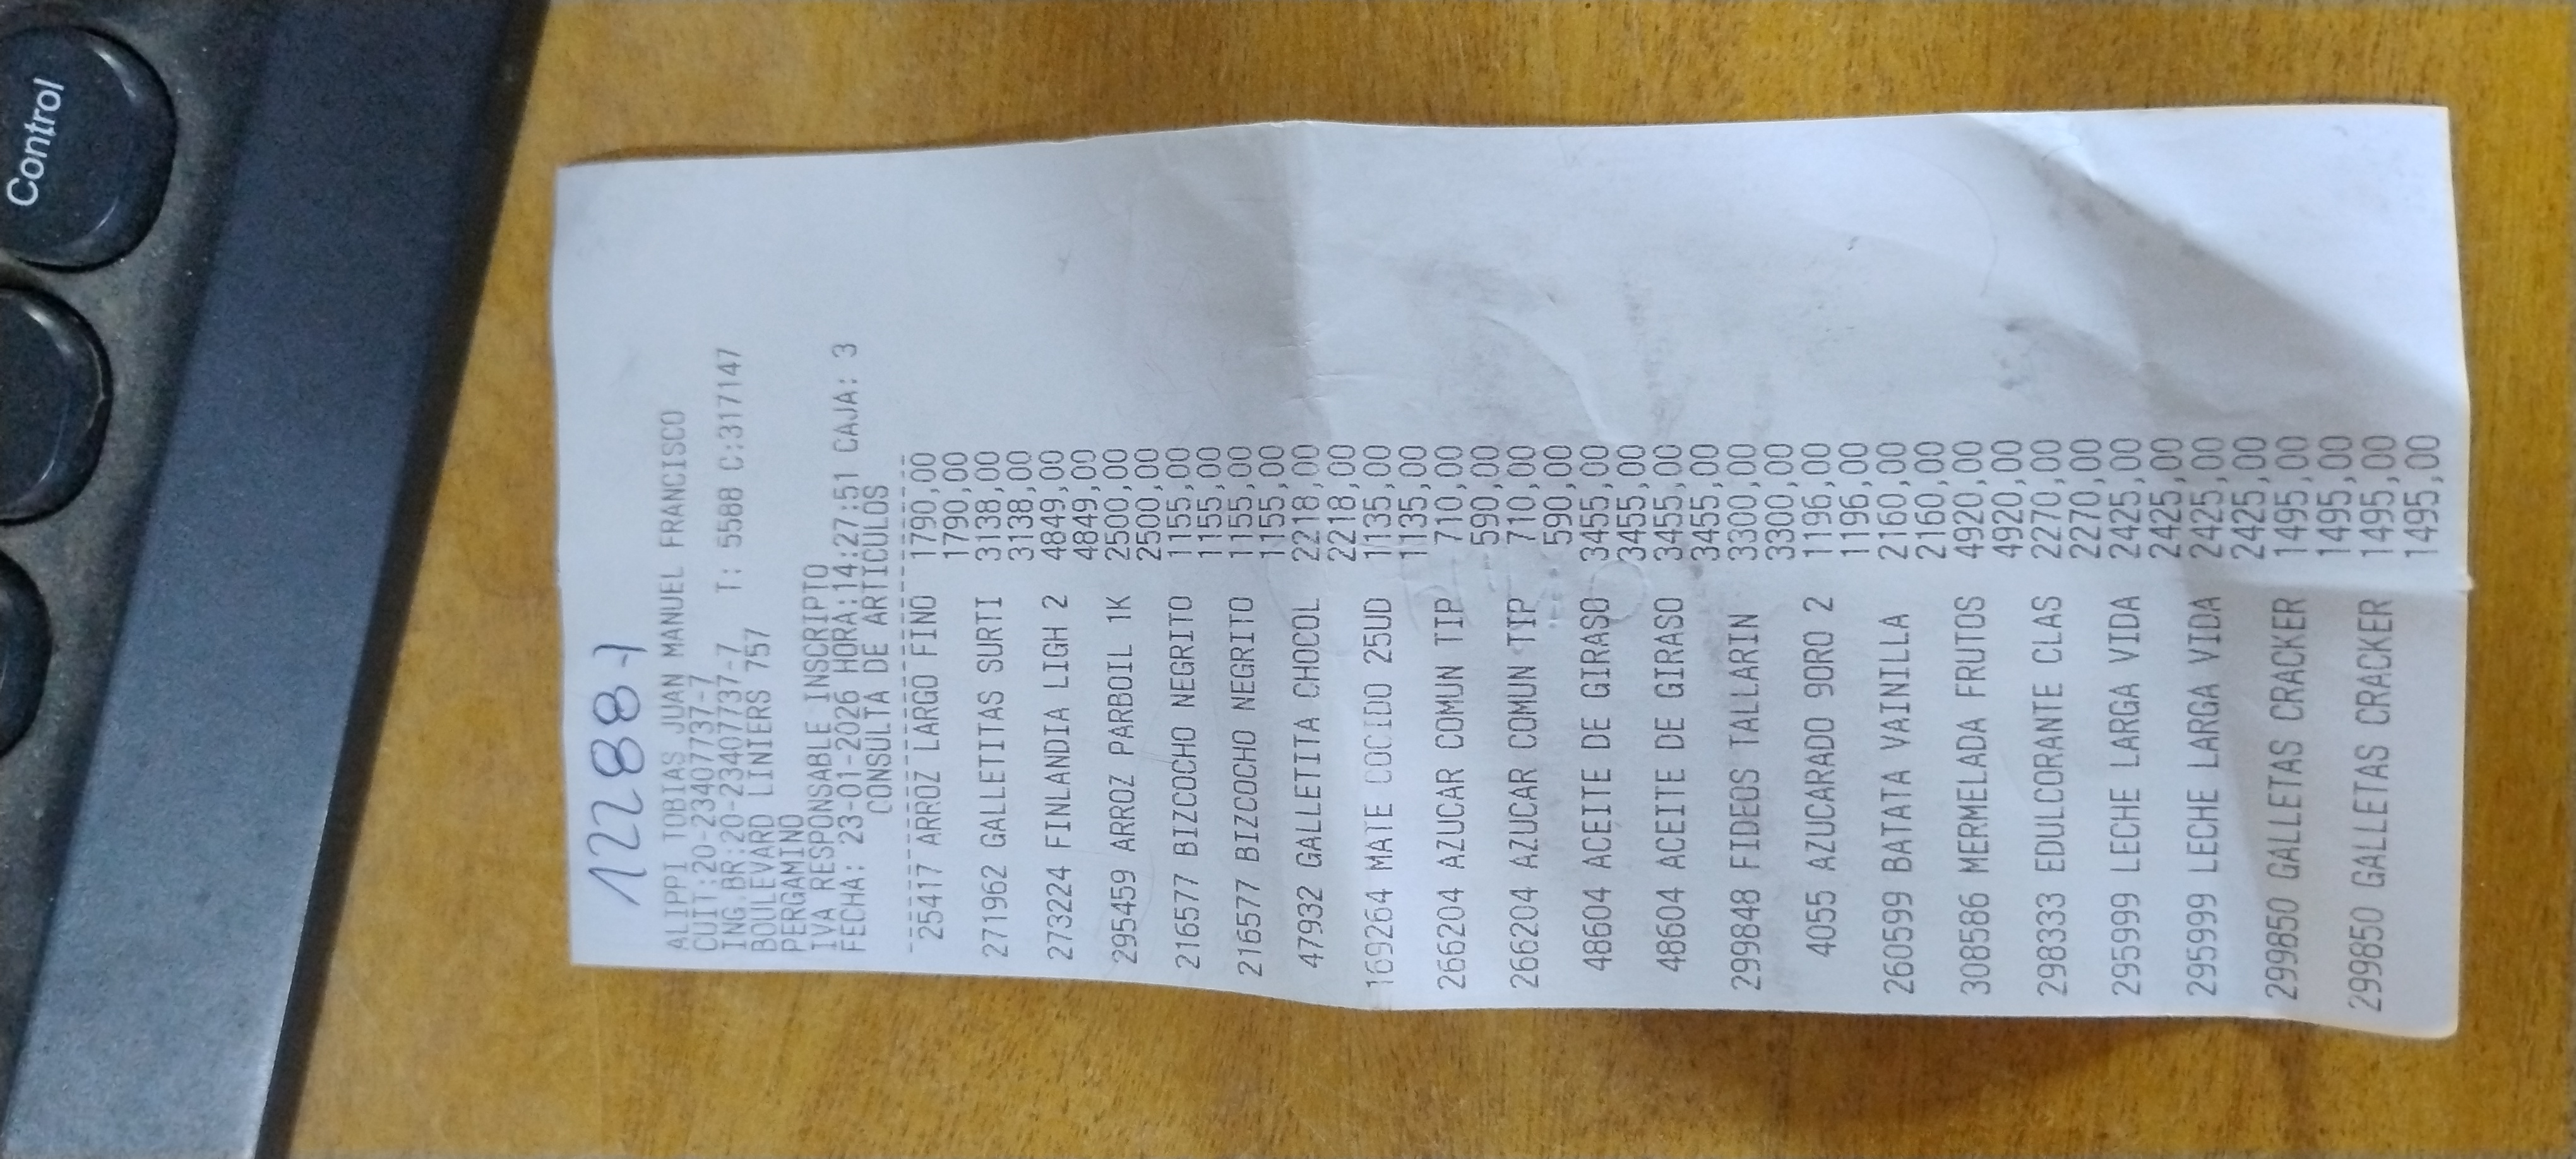 Control
12288-1
ALIPPI TOBIAS JUAN MANUEL FRANCISCO
CUIT:20-23407737-7
ING.BR:20-23407737-7 T: 5588 C:317147
BOULEVARD LINIERS 757
PERGAMINO
IVA RESPONSABLE INSCRIPTO
FECHA: 23-01-2026 HORA:14:27:51 CAJA: 3
CONSULTA DE ARTICULOS
25417 ARROZ LARGO FINO 1790,00
1790,00
271962 GALLETITAS SURTI 3138,00
3138,00
273224 FINLANDIA LIGH 2 4849,00
4849,00
295459 ARROZ PARBOIL 1K 2500,00
2500,00
216577 BIZCOCHO NEGRITO 1155,00
1155,00
216577 BIZCOCHO NEGRITO 1155,00
1155,00
47932 GALLETITA CHOCOL 2218,00
2218,00
169264 MATE COCIDO 25UD 1135,00
1135,00
266204 AZUCAR COMUN TIP 710,00
590,00
266204 AZUCAR COMUN TIP 710,00
590,00
48604 ACEITE DE GIRASO 3455,00
3455,00
48604 ACEITE DE GIRASO 3455,00
3455,00
299848 FIDEOS TALLARIN 3300,00
3300,00
4055 AZUCARADO 9ORO 2 1196,00
1196,00
260599 BATATA VAINILLA 2160,00
2160,00
308586 MERMELADA FRUTOS 4920,00
4920,00
298333 EDULCORANTE CLAS 2270,00
2270,00
295999 LECHE LARGA VIDA 2425,00
2425,00
295999 LECHE LARGA VIDA 2425,00
2425,00
299850 GALLETAS CRACKER 1495,00
1495,00
299850 GALLETAS CRACKER 1495,00
1495,00